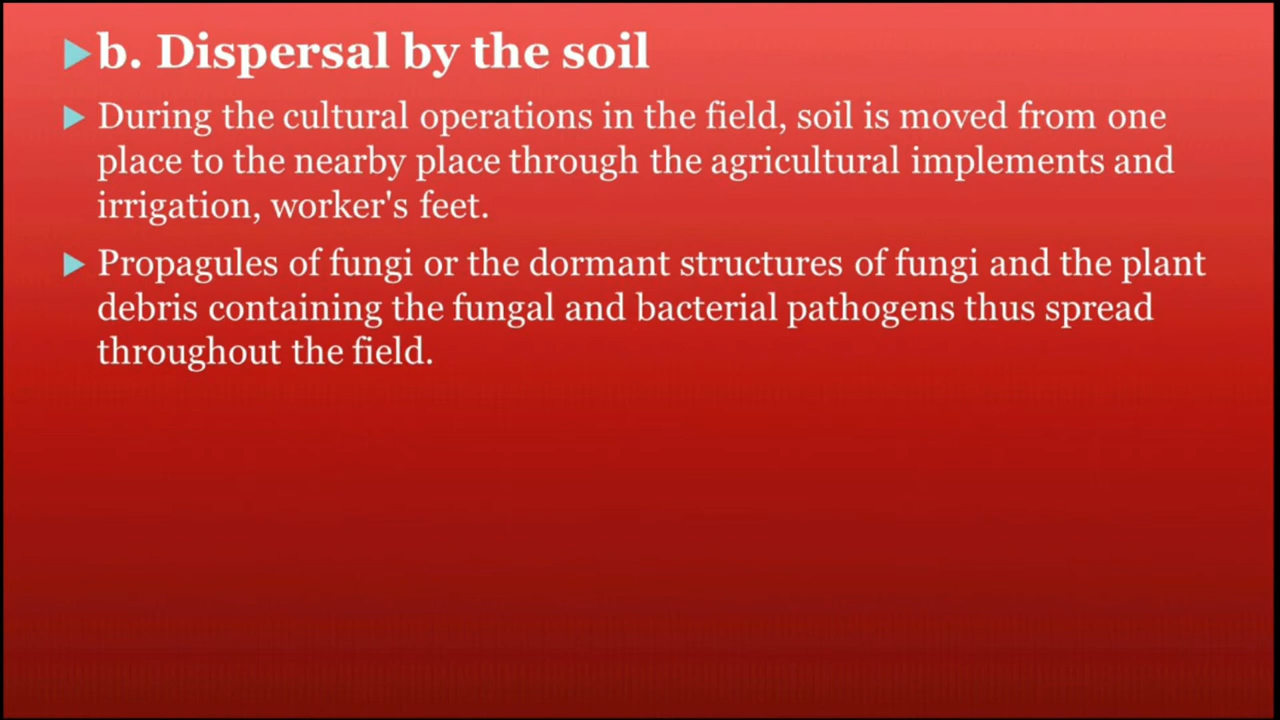 b. Dispersal by the soil
During the cultural operations in the field, soil is moved from one
place to the nearby place through the agricultural implements and
irrigation, worker's feet.
Propagules of fungi or the dormant structures of fungi and the plant
debris containing the fungal and bacterial pathogens thus spread
throughout the field.